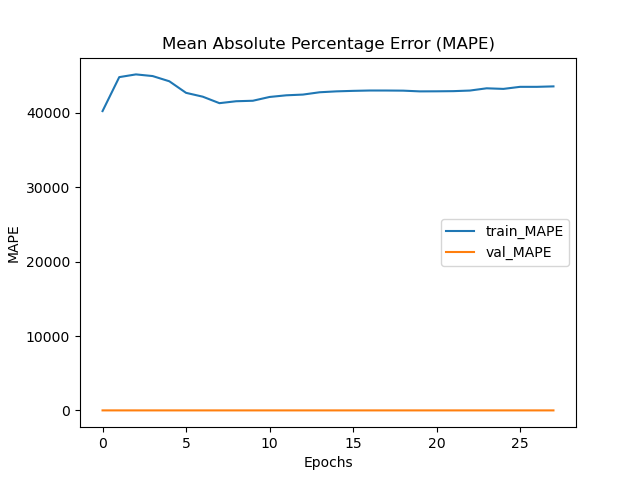 Mean Absolute Percentage Error (MAPE)
40000
30000
20000
10000
0
MAPE
train_MAPE
val_MAPE
0 5 10 15 20 25
Epochs